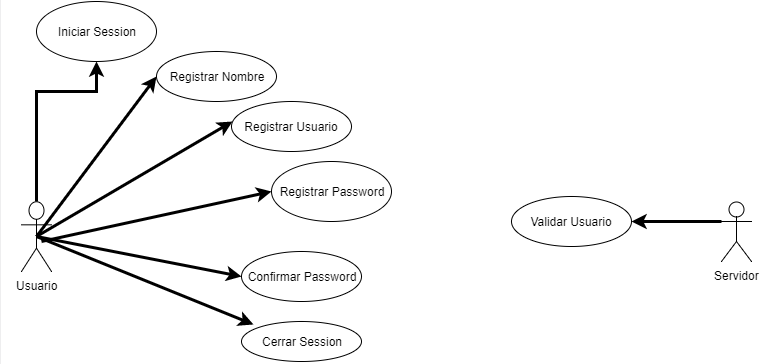 Iniciar Session
Registrar Nombre
Registrar Usuario
Registrar Password
Validar Usuario
Confirmar Password
Servidor
Usuario
Cerrar Session